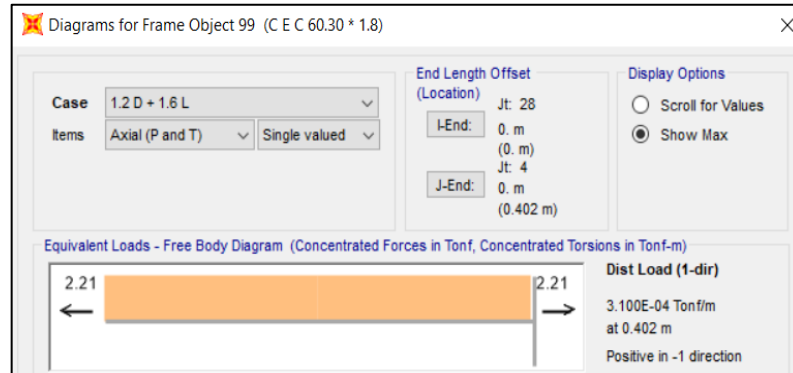 Diagrams for Frame Object 99 (C E C 60.30 * 1.8)
Case 1.2 D + 1.6 L
Items Axial (P and T) Single valued
End Length Offset
(Location)
I-End:
Jt: 28
0. m
(0. m)
J-End:
Jt: 4
0. m
(0.402 m)
Display Options
Scroll for Values
Show Max
Equivalent Loads - Free Body Diagram (Concentrated Forces in Tonf, Concentrated Torsions in Tonf-m)
2.21
2.21
Dist Load (1-dir)
3.100E-04 Tonf/m
at 0.402 m
Positive in -1 direction